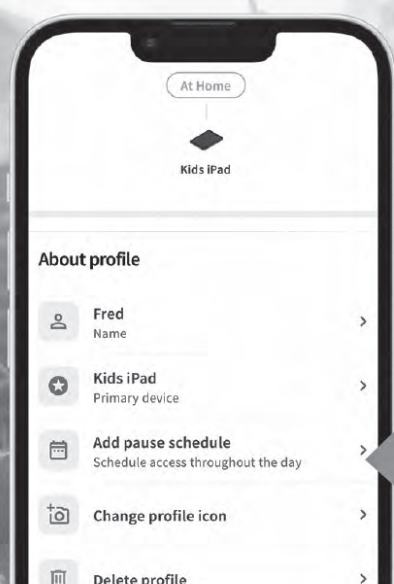 At Home
Kids iPad
About profile
Fred
Name
Kids iPad
Primary device
Add pause schedule
Schedule access throughout the day
Change profile icon
Delete profile